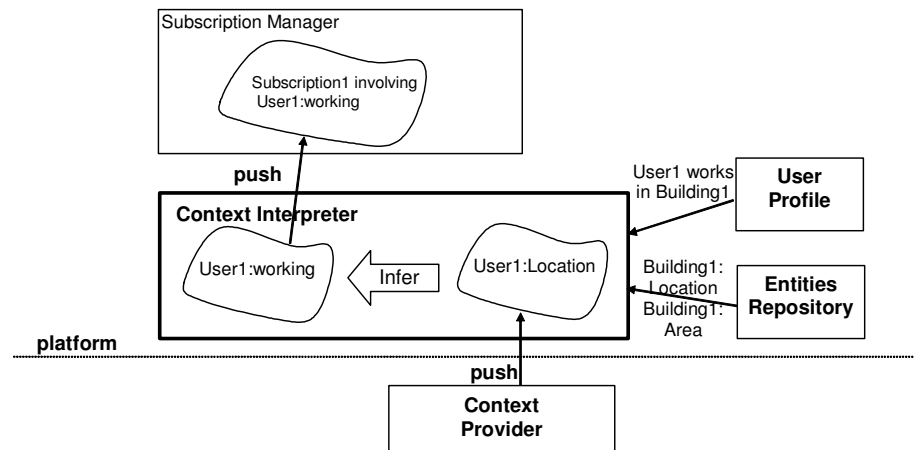 Subscription Manager
Subscription1 involving
User1:working
push
User1 works
in Building1
User
Profile
Context Interpreter
User1:working
Infer
User1:Location
Building1:
Location
Building1:
Area
Entities
Repository
platform
push
Context
Provider